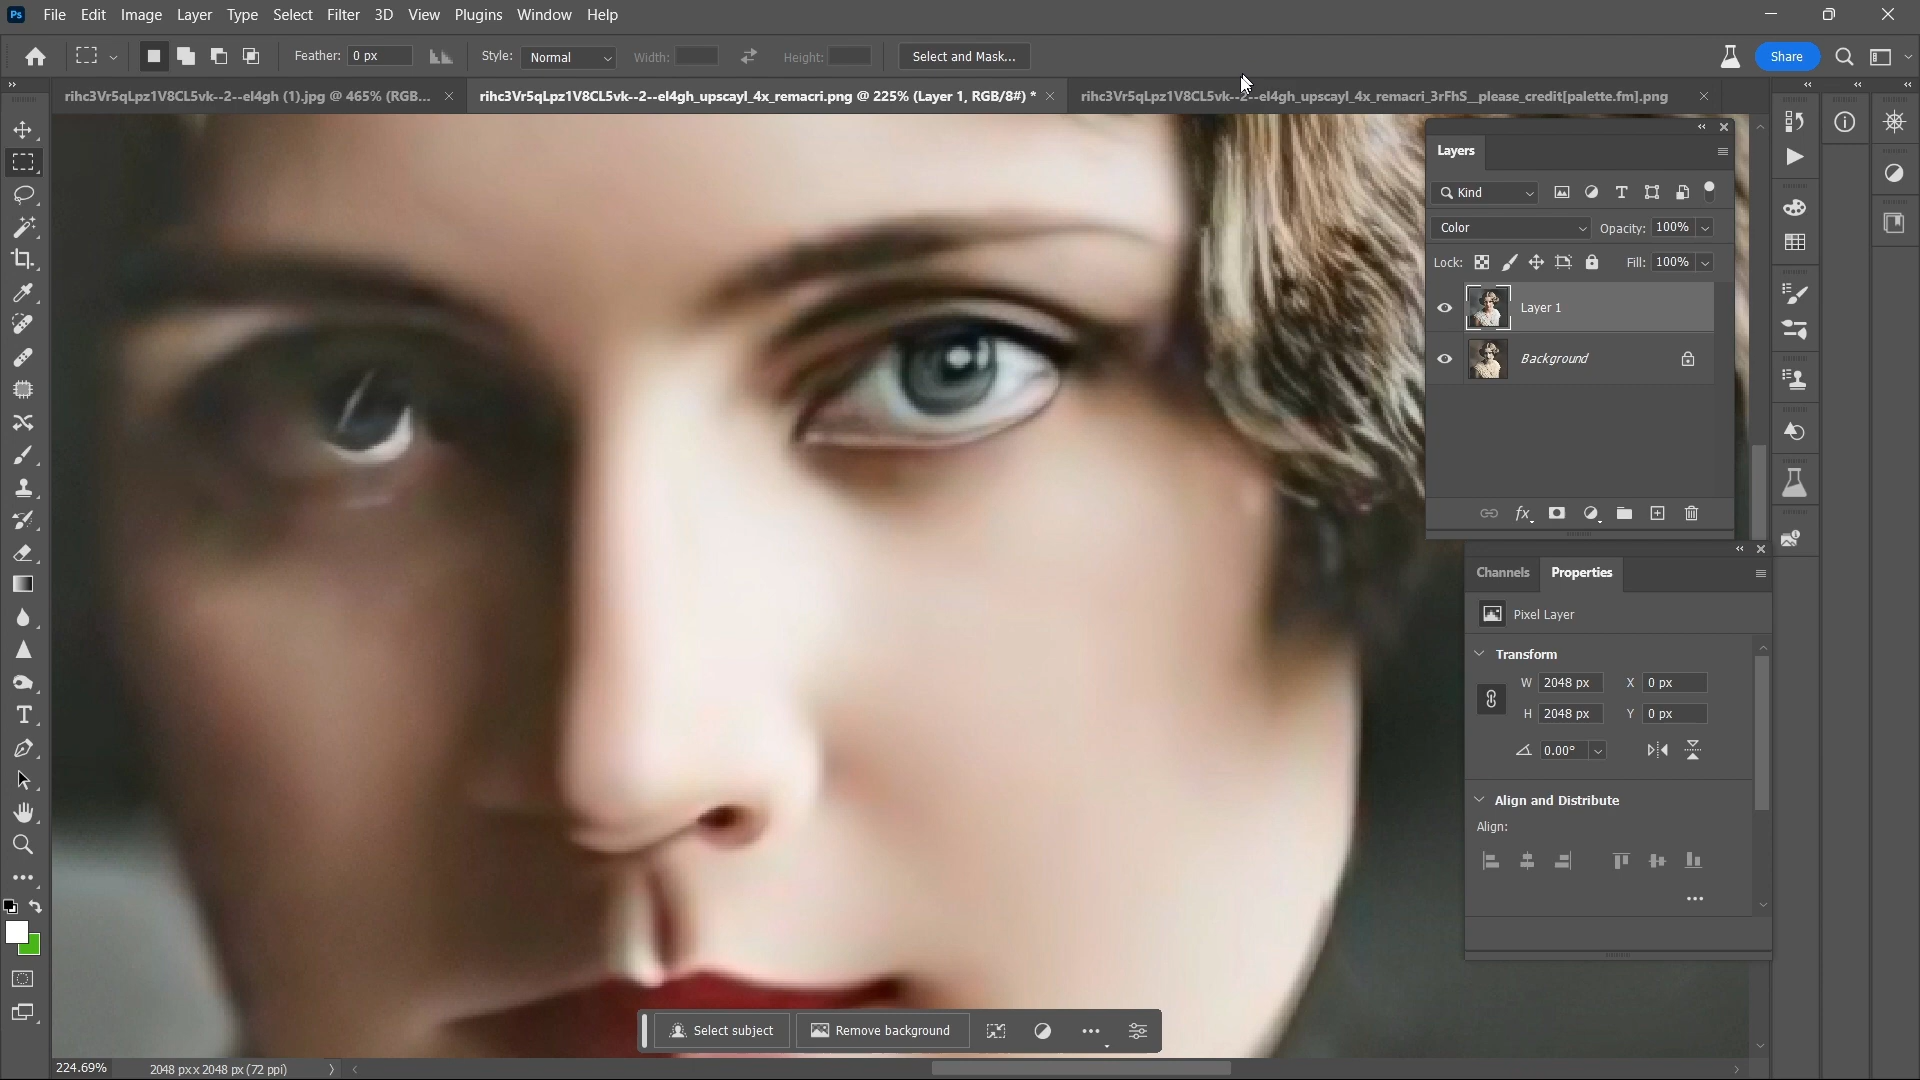 Ps File Edit Image Layer Type Select Filter 3D View Plugins Window Help
Feather: 0 px Style: Normal Width: Height: Select and Mask... Share
rihc3Vr5qLpz1V8CL5vk--2--el4gh (1).jpg @ 465% (RGB... rihc3Vr5qLpz1V8CL5vk--2--el4gh_upscayl_4x_remacri.png @ 225% (Layer 1, RGB/8#) * rihc3Vr5qLpz1V8CL5vk--2--el4gh_upscayl_4x_remacri_3rFhS__please_credit[palette.fm].png
Layers
Kind
Color Opacity: 100%
Lock: Fill: 100%
Layer 1
Background
fx
Channels Properties
Pixel Layer
Transform
W 2048 px X 0 px
H 2048 px Y 0 px
0.00°
Align and Distribute
Align:
Select subject Remove background
224.69% 2048 px x 2048 px (72 ppi)